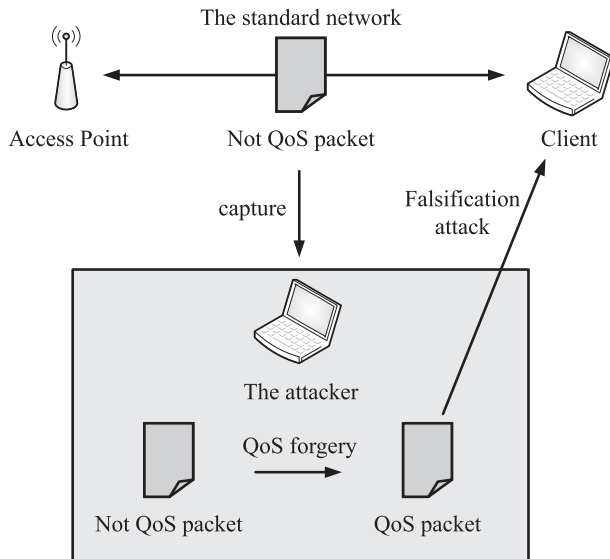 The standard network
Access Point
Not QoS packet
Client
capture
Falsification
attack
The attacker
QoS forgery
Not QoS packet
QoS packet